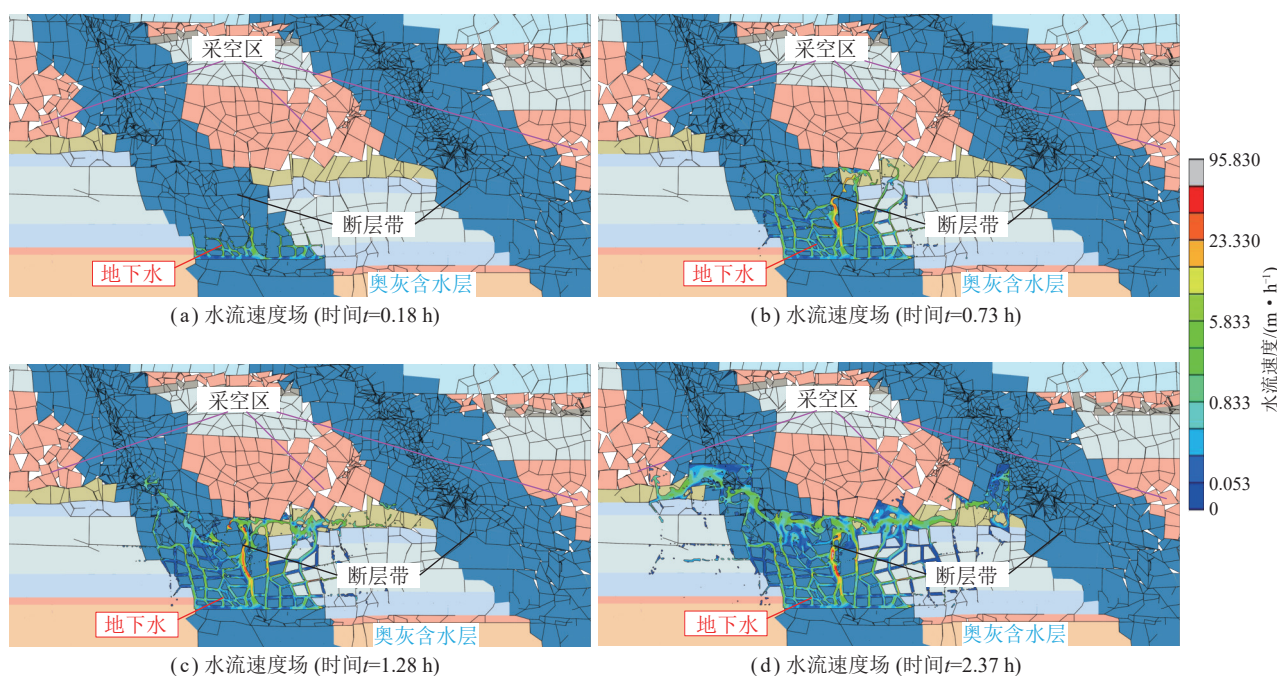 采空区
断层带
地下水
奥灰含水层
(a) 水流速度场 (时间t=0.18 h)
采空区
断层带
地下水
奥灰含水层
(b) 水流速度场 (时间t=0.73 h)
采空区
断层带
地下水
奥灰含水层
(c) 水流速度场 (时间t=1.28 h)
采空区
断层带
地下水
奥灰含水层
(d) 水流速度场 (时间t=2.37 h)
95.830
23.330
5.833
0.833
0.053
0
水流速度/(m·h⁻¹)